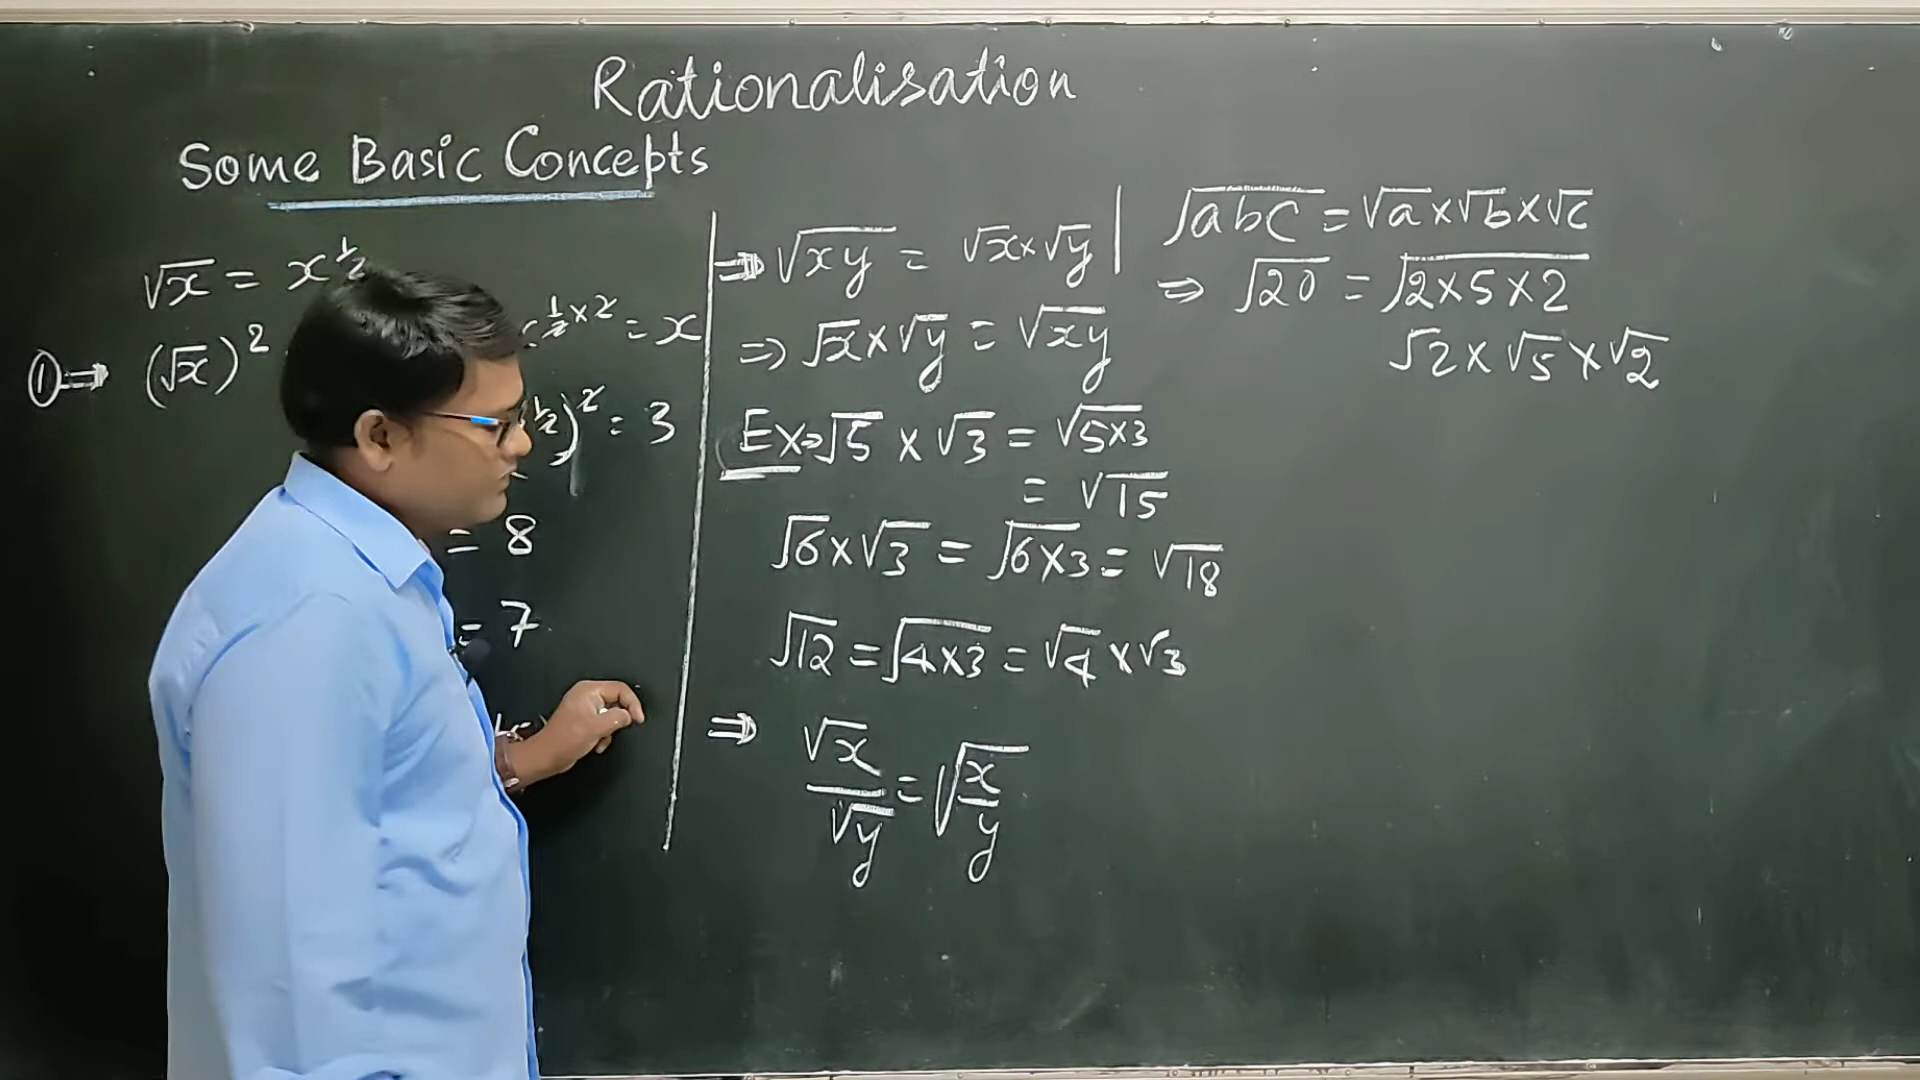 Rationalisation
Some Basic Concepts
√x = x^1/2
① ⇒ (√x)²
^1/2 × 2 = x
1/2)² = 3
= 8
= 7
⇒ √xy = √x×√y
⇒ √x×√y = √xy
Ex→√5 × √3 = √5×3
= √15
√6×√3 = √6×3 = √18
√12 = √4×3 = √4 × √3
⇒ √x/√y = √x/y
√abc = √a×√b×√c
⇒ √20 = √2×5×2
√2 × √5 × √2